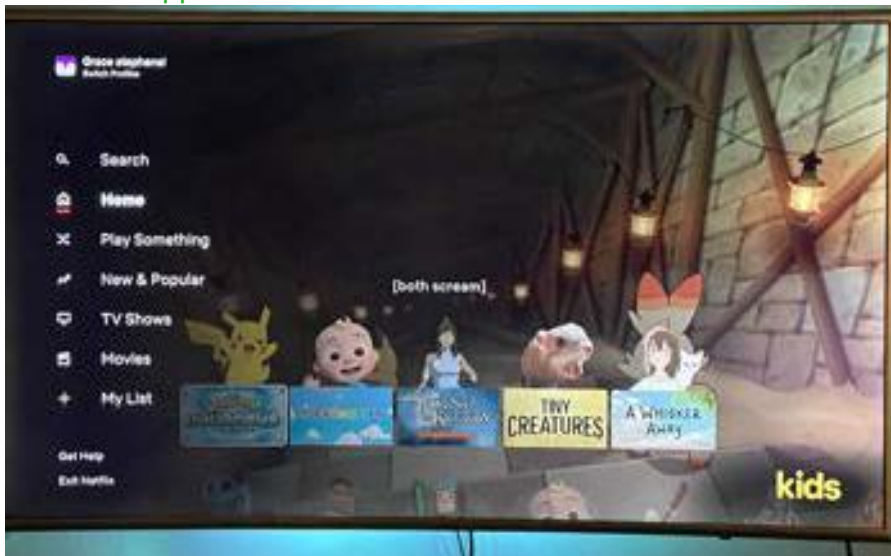 Grace stephanel
Switch Profiles
Search
Home
Play Something
New & Popular
TV Shows
Movies
My List
[both scream]
TINY
CREATURES
A WHISKER
AWAY
Get Help
Exit Netflix
kids